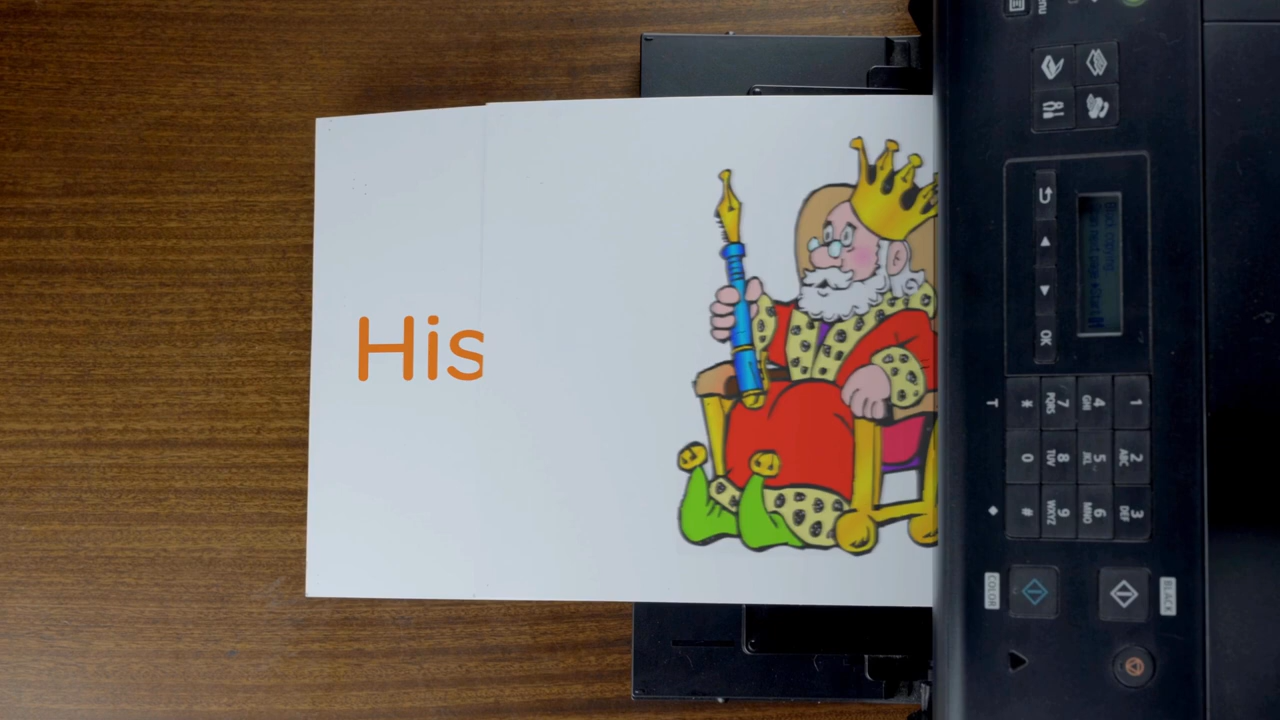 His
OK
1 2 ABC 3 DEF
4 GHI 5 JKL 6 MNO
7 PQRS 8 TUV 9 WXYZ
* 0 #
T
BLACK
COLOR